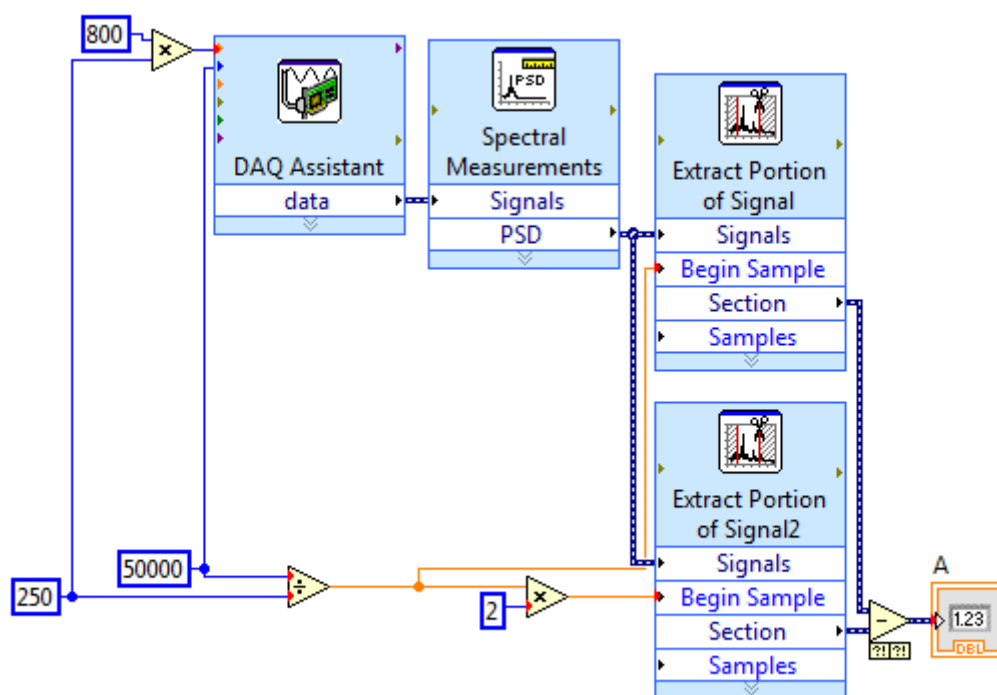 800
×
PSD
DAQ Assistant
data
Spectral
Measurements
Signals
PSD
Extract Portion
of Signal
Signals
Begin Sample
Section
Samples
250
50000
÷
2
×
Extract Portion
of Signal2
Signals
Begin Sample
Section
Samples
−
?! ?!
A
1.23
DBL